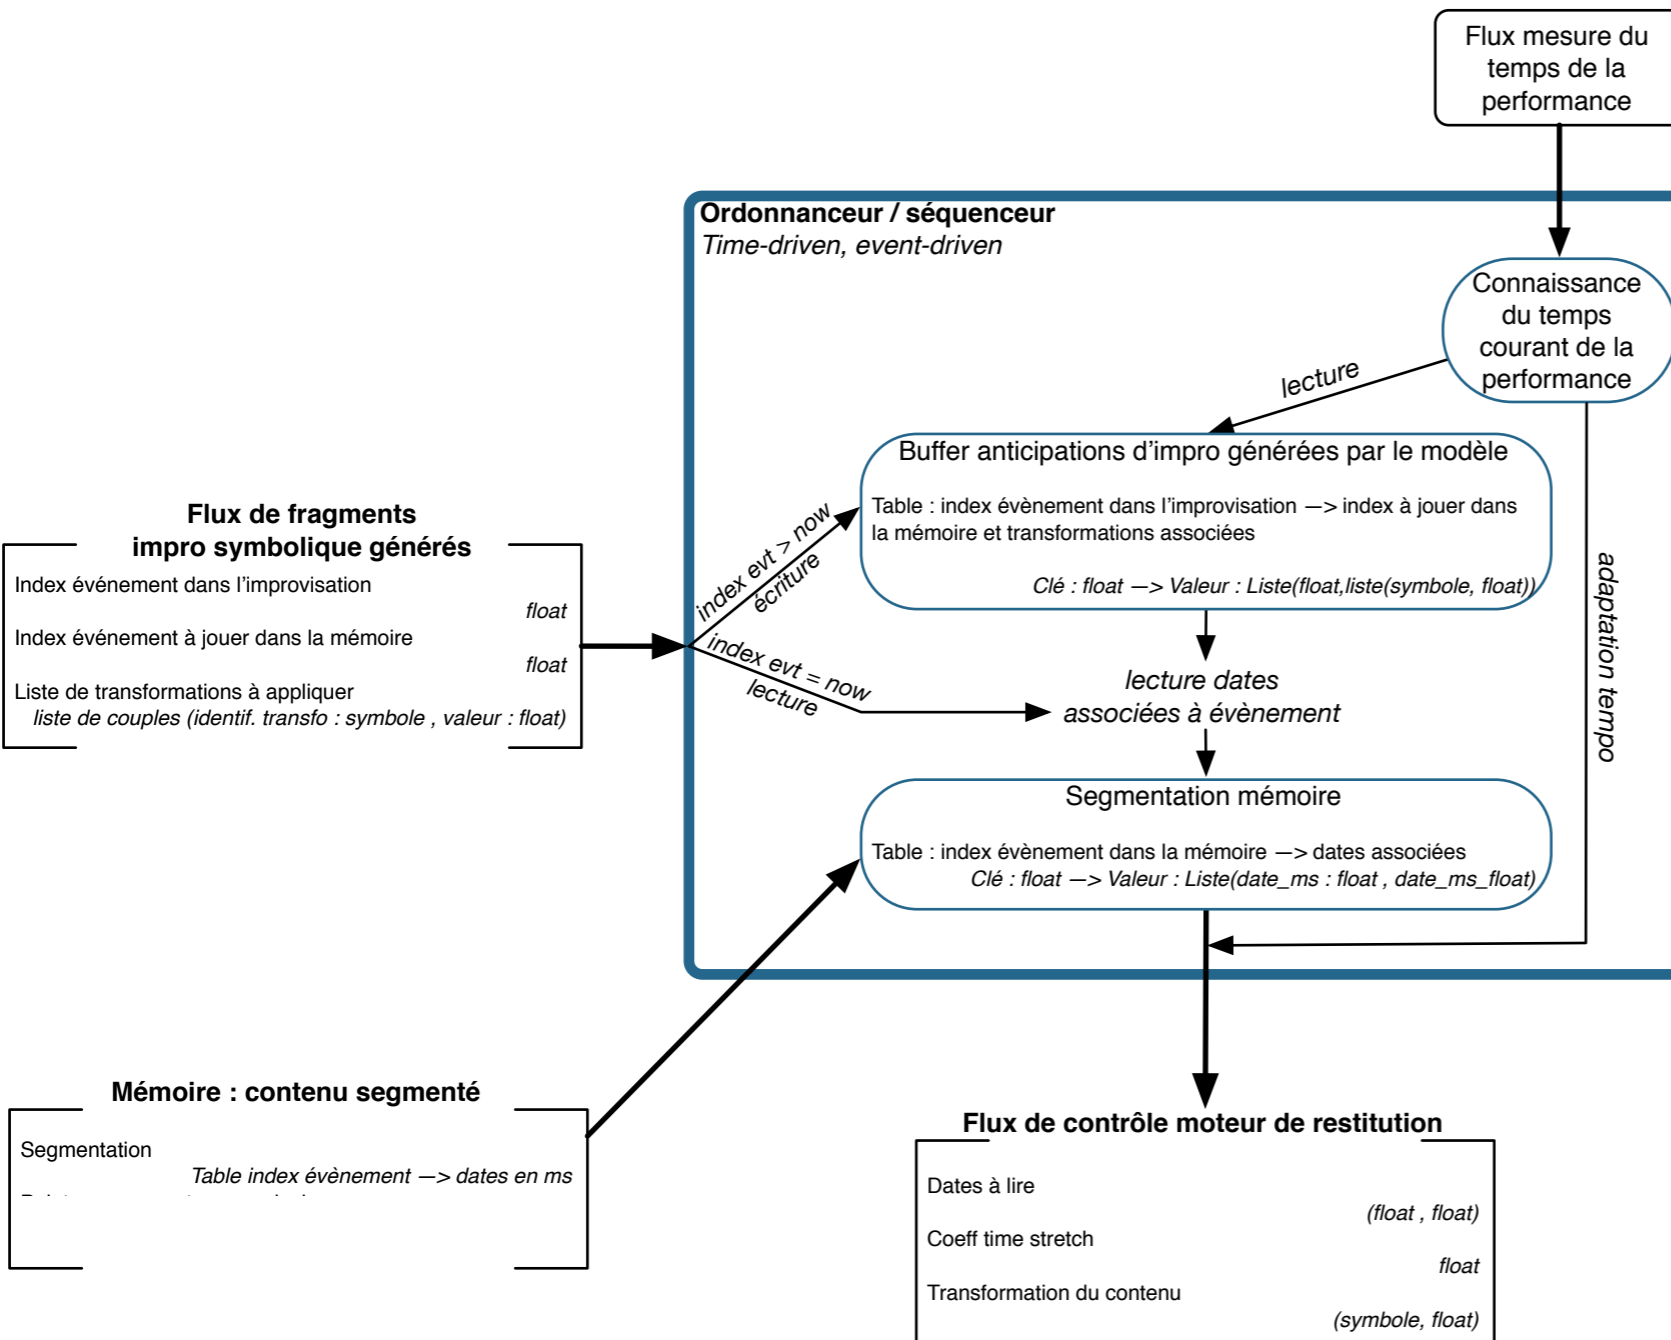 Flux mesure du
temps de la
performance
Ordonnanceur / séquenceur
Time-driven, event-driven
Connaissance
du temps
courant de la
performance
lecture
Buffer anticipations d'impro générées par le modèle
Table : index évènement dans l'improvisation —> index à jouer dans
la mémoire et transformations associées
Clé : float —> Valeur : Liste(float,liste(symbole, float))
adaptation tempo
Flux de fragments
impro symbolique générés
Index événement dans l'improvisation
float
Index événement à jouer dans la mémoire
float
Liste de transformations à appliquer
liste de couples (identif. transfo : symbole , valeur : float)
index evt > now
écriture
index evt = now
lecture
lecture dates
associées à évènement
Segmentation mémoire
Table : index évènement dans la mémoire —> dates associées
Clé : float —> Valeur : Liste(date_ms : float , date_ms_float)
Mémoire : contenu segmenté
Segmentation
Table index évènement —> dates en ms
Flux de contrôle moteur de restitution
Dates à lire
(float , float)
Coeff time stretch
float
Transformation du contenu
(symbole, float)